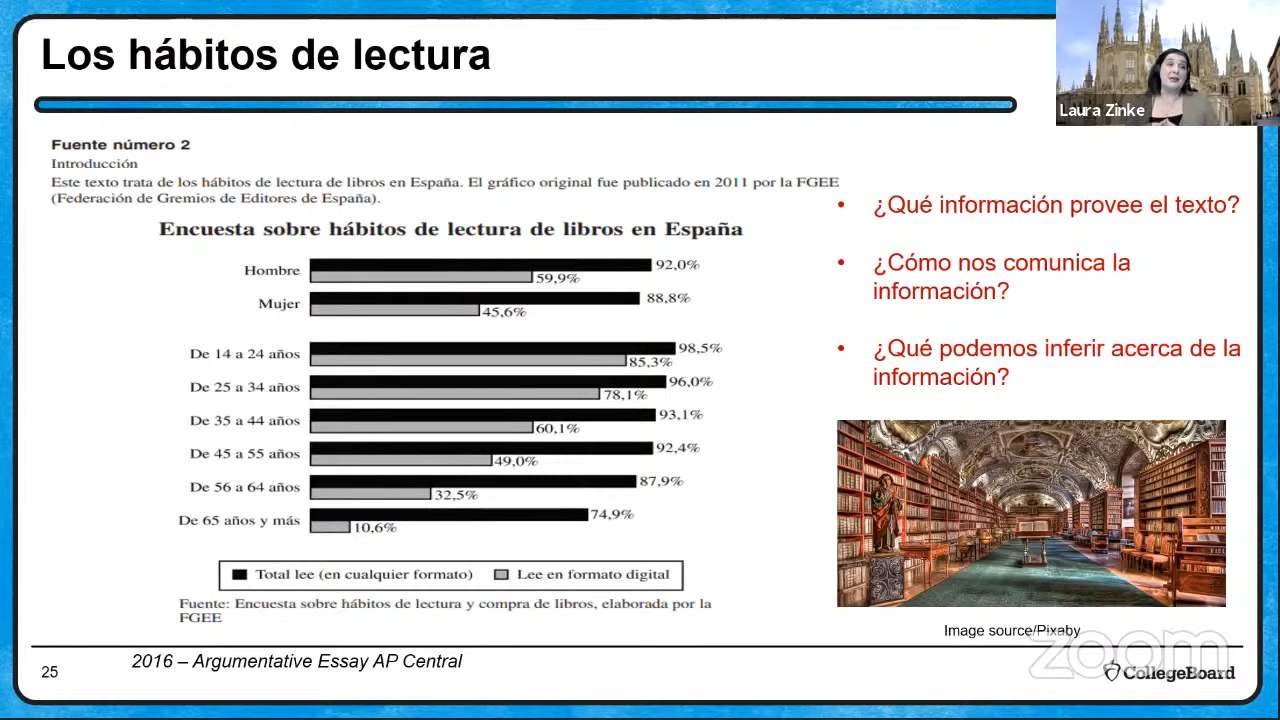 Los hábitos de lectura
Laura Zinke
Fuente número 2
Introducción
Este texto trata de los hábitos de lectura de libros en España. El gráfico original fue publicado en 2011 por la FGEE
(Federación de Gremios de Editores de España).
Encuesta sobre hábitos de lectura de libros en España
Hombre 92,0%
59,9%
Mujer 88,8%
45,6%
De 14 a 24 años 98,5%
85,3%
De 25 a 34 años 96,0%
78,1%
De 35 a 44 años 93,1%
60,1%
De 45 a 55 años 92,4%
49,0%
De 56 a 64 años 87,9%
32,5%
De 65 años y más 74,9%
10,6%
Total lee (en cualquier formato) Lee en formato digital
Fuente: Encuesta sobre hábitos de lectura y compra de libros, elaborada por la
FGEE
• ¿Qué información provee el texto?
• ¿Cómo nos comunica la
información?
• ¿Qué podemos inferir acerca de la
información?
Image source/Pixaby
zoom
25
2016 – Argumentative Essay AP Central
CollegeBoard